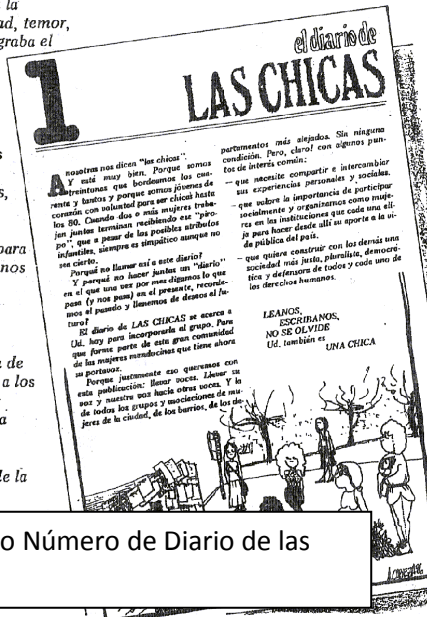 la
ad, temor,
graba el
s
s,
para
nos
de
a los
a
de la
1
el diario de
LAS CHICAS
A nosotras nos dicen "las chicas".
Y está muy bien. Porque somos
treintonas que bordeamos los cua-
renta y tantos y porque somos jóvenes de
corazón con voluntad para ser chicas hasta
los 80. Cuando dos o más mujeres traba-
jan juntas terminan recibiendo ese "piro-
po", que a pesar de los posibles atributos
infantiles, siempre es simpático aunque no
sea cierto.
Porqué no llamar así a este diario?
Y porqué no hacer juntas un "diario"
en el que una vez por mes digamos lo que
pasa (y nos pasa) en el presente, recorde-
mos el pasado y llenemos de deseos el fu-
turo?
El diario de LAS CHICAS se acerca a
Ud. hoy para incorporarla al grupo. Para
que forme parte de esta gran comunidad
de las mujeres mendocinas que tiene ahora
su portavoz.
Porque justamente eso queremos con
esta publicación: llevar voces. Llevar su
voz y nuestra voz hacia otras voces. Y la
de todos los grupos y asociaciones de mu-
jeres de la ciudad, de los barrios, de los de-
partamentos más alejados. Sin ninguna
condición. Pero, claro! con algunos pun-
tos de interés común:
— que necesite compartir e intercambiar
sus experiencias personales y sociales.
— que valore la importancia de participar
socialmente y organizarnos como muje-
res en las instituciones que cada una eli-
ja para hacer desde allí su aporte a la vi-
da pública del país.
— que quiera construir con los demás una
sociedad más justa, pluralista, democrá-
tica y defensora de todos y cada uno de
los derechos humanos.
LEANOS,
ESCRIBANOS,
NO SE OLVIDE
Ud. también es
UNA CHICA
o Número de Diario de las